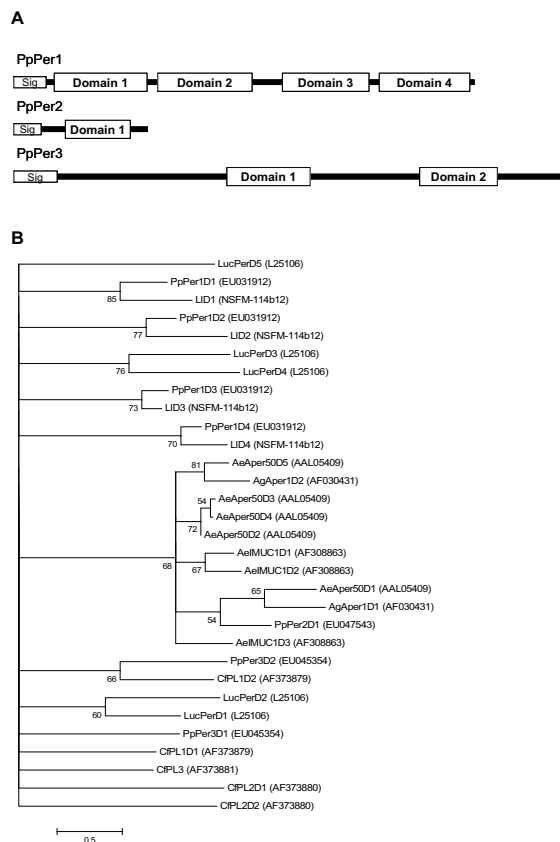 A
PpPer1
Sig Domain 1 Domain 2 Domain 3 Domain 4
PpPer2
Sig Domain 1
PpPer3
Sig Domain 1 Domain 2
B
LucPerD5 (L25106)
PpPer1D1 (EU031912)
85
LID1 (NSFM-114b12)
PpPer1D2 (EU031912)
77
LID2 (NSFM-114b12)
LucPerD3 (L25106)
76
LucPerD4 (L25106)
PpPer1D3 (EU031912)
73
LID3 (NSFM-114b12)
PpPer1D4 (EU031912)
70
LID4 (NSFM-114b12)
AeAper50D5 (AAL05409)
81
AgAper1D2 (AF030431)
54
AeAper50D3 (AAL05409)
AeAper50D4 (AAL05409)
72
AeAper50D2 (AAL05409)
AeIMUC1D1 (AF308863)
68
67
AeIMUC1D2 (AF308863)
AeAper50D1 (AAL05409)
65
AgAper1D1 (AF030431)
54
PpPer2D1 (EU047543)
AeIMUC1D3 (AF308863)
PpPer3D2 (EU045354)
66
CfPL1D2 (AF373879)
LucPerD2 (L25106)
60
LucPerD1 (L25106)
PpPer3D1 (EU045354)
CfPL1D1 (AF373879)
CfPL3 (AF373881)
CfPL2D1 (AF373880)
CfPL2D2 (AF373880)
0.5